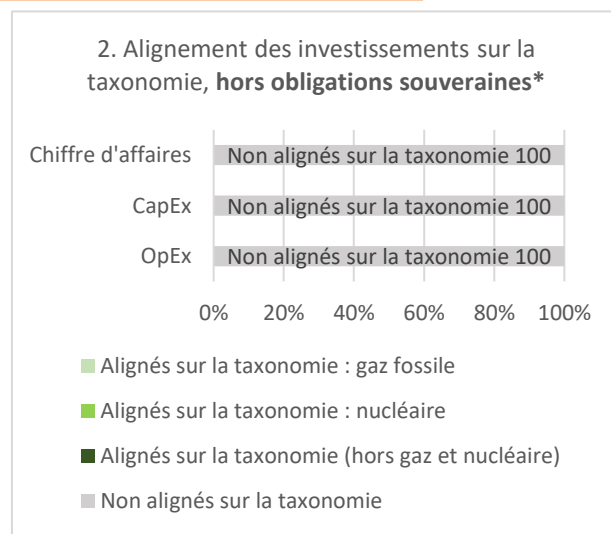 2. Alignement des investissements sur la
taxonomie, hors obligations souveraines*
Chiffre d'affaires
Non alignés sur la taxonomie 100
CapEx
Non alignés sur la taxonomie 100
OpEx
Non alignés sur la taxonomie 100
0% 20% 40% 60% 80% 100%
Alignés sur la taxonomie : gaz fossile
Alignés sur la taxonomie : nucléaire
Alignés sur la taxonomie (hors gaz et nucléaire)
Non alignés sur la taxonomie